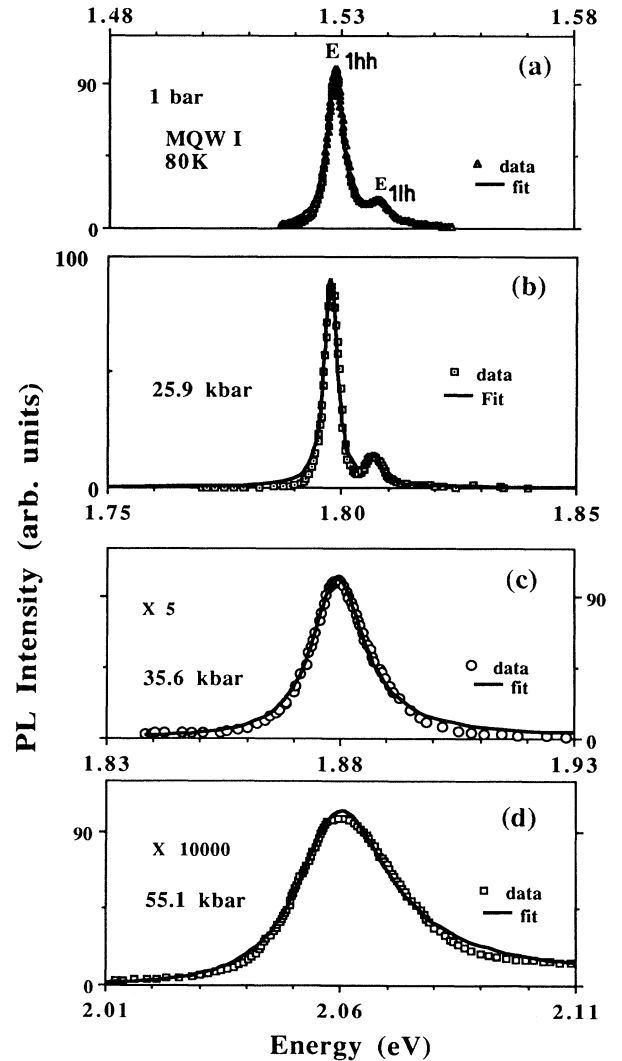 1.48 1.53 1.58
E 1hh
(a)
90
1 bar
MQW I
80K
E 1lh
data
fit
0
100
(b)
25.9 kbar
data
Fit
0
1.75 1.80 1.85
(c)
X 5
90
35.6 kbar
data
fit
0
1.83 1.88 1.93
(d)
90
X 10000
55.1 kbar
data
fit
0
2.01 2.06 2.11
Energy (eV)
PL Intensity (arb. units)